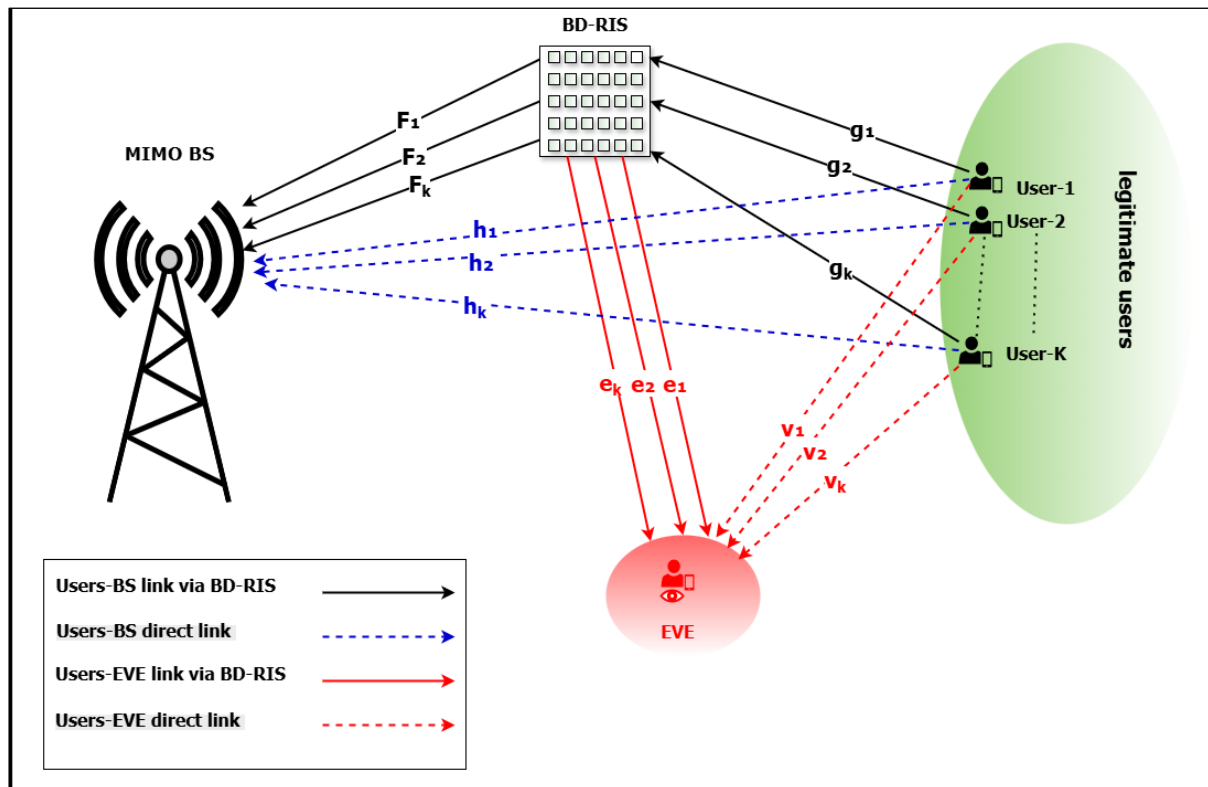 BD-RIS
MIMO BS
F₁
F₂
Fₖ
g₁
g₂
gₖ
h₁
h₂
hₖ
User-1
User-2
User-K
legitimate users
eₖ
e₂
e₁
v₁
v₂
vₖ
EVE
Users-BS link via BD-RIS
Users-BS direct link
Users-EVE link via BD-RIS
Users-EVE direct link